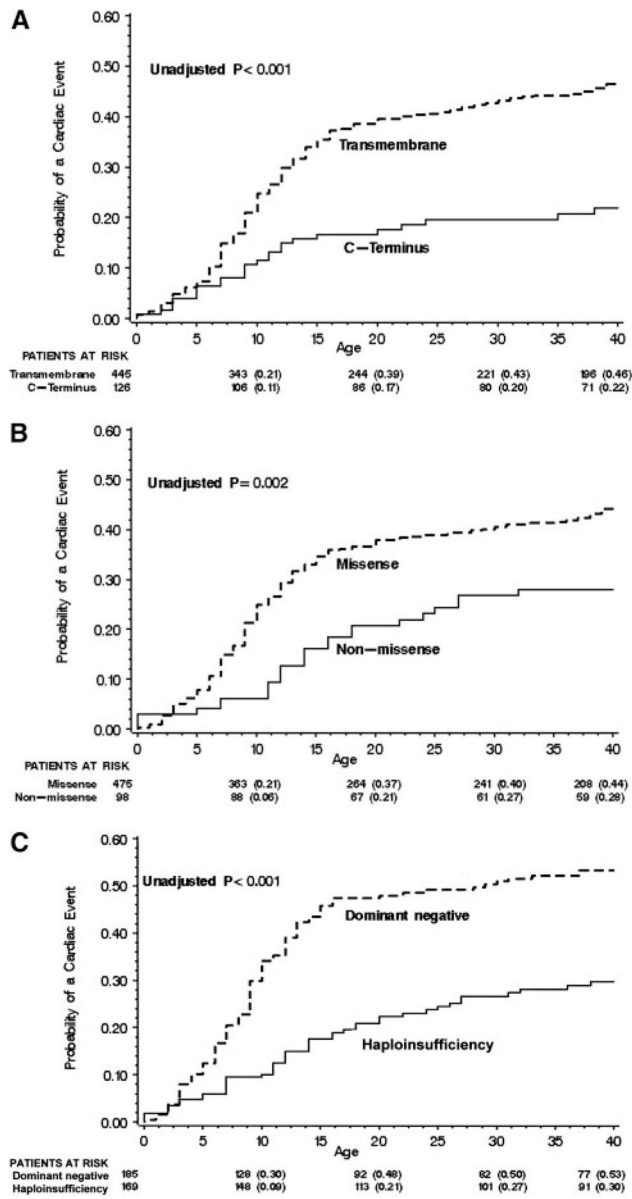 A
0.60
0.50
0.40
0.30
0.20
0.10
0.00
Probability of a Cardiac Event
Unadjusted P< 0.001
Transmembrane
C−Terminus
0 5 10 15 20 25 30 35 40
Age
PATIENTS AT RISK
Transmembrane 445 343 (0.21) 244 (0.39) 221 (0.43) 196 (0.46)
C−Terminus 126 106 (0.11) 86 (0.17) 80 (0.20) 71 (0.22)
B
0.60
0.50
0.40
0.30
0.20
0.10
0.00
Probability of a Cardiac Event
Unadjusted P= 0.002
Missense
Non−missense
0 5 10 15 20 25 30 35 40
Age
PATIENTS AT RISK
Missense 475 363 (0.21) 264 (0.37) 241 (0.40) 208 (0.44)
Non−missense 98 88 (0.06) 67 (0.21) 61 (0.27) 59 (0.28)
C
0.60
0.50
0.40
0.30
0.20
0.10
0.00
Probability of a Cardiac Event
Unadjusted P< 0.001
Dominant negative
Haploinsufficiency
0 5 10 15 20 25 30 35 40
Age
PATIENTS AT RISK
Dominant negative 185 128 (0.30) 92 (0.48) 82 (0.50) 77 (0.53)
Haploinsufficiency 169 148 (0.09) 113 (0.21) 101 (0.27) 91 (0.30)